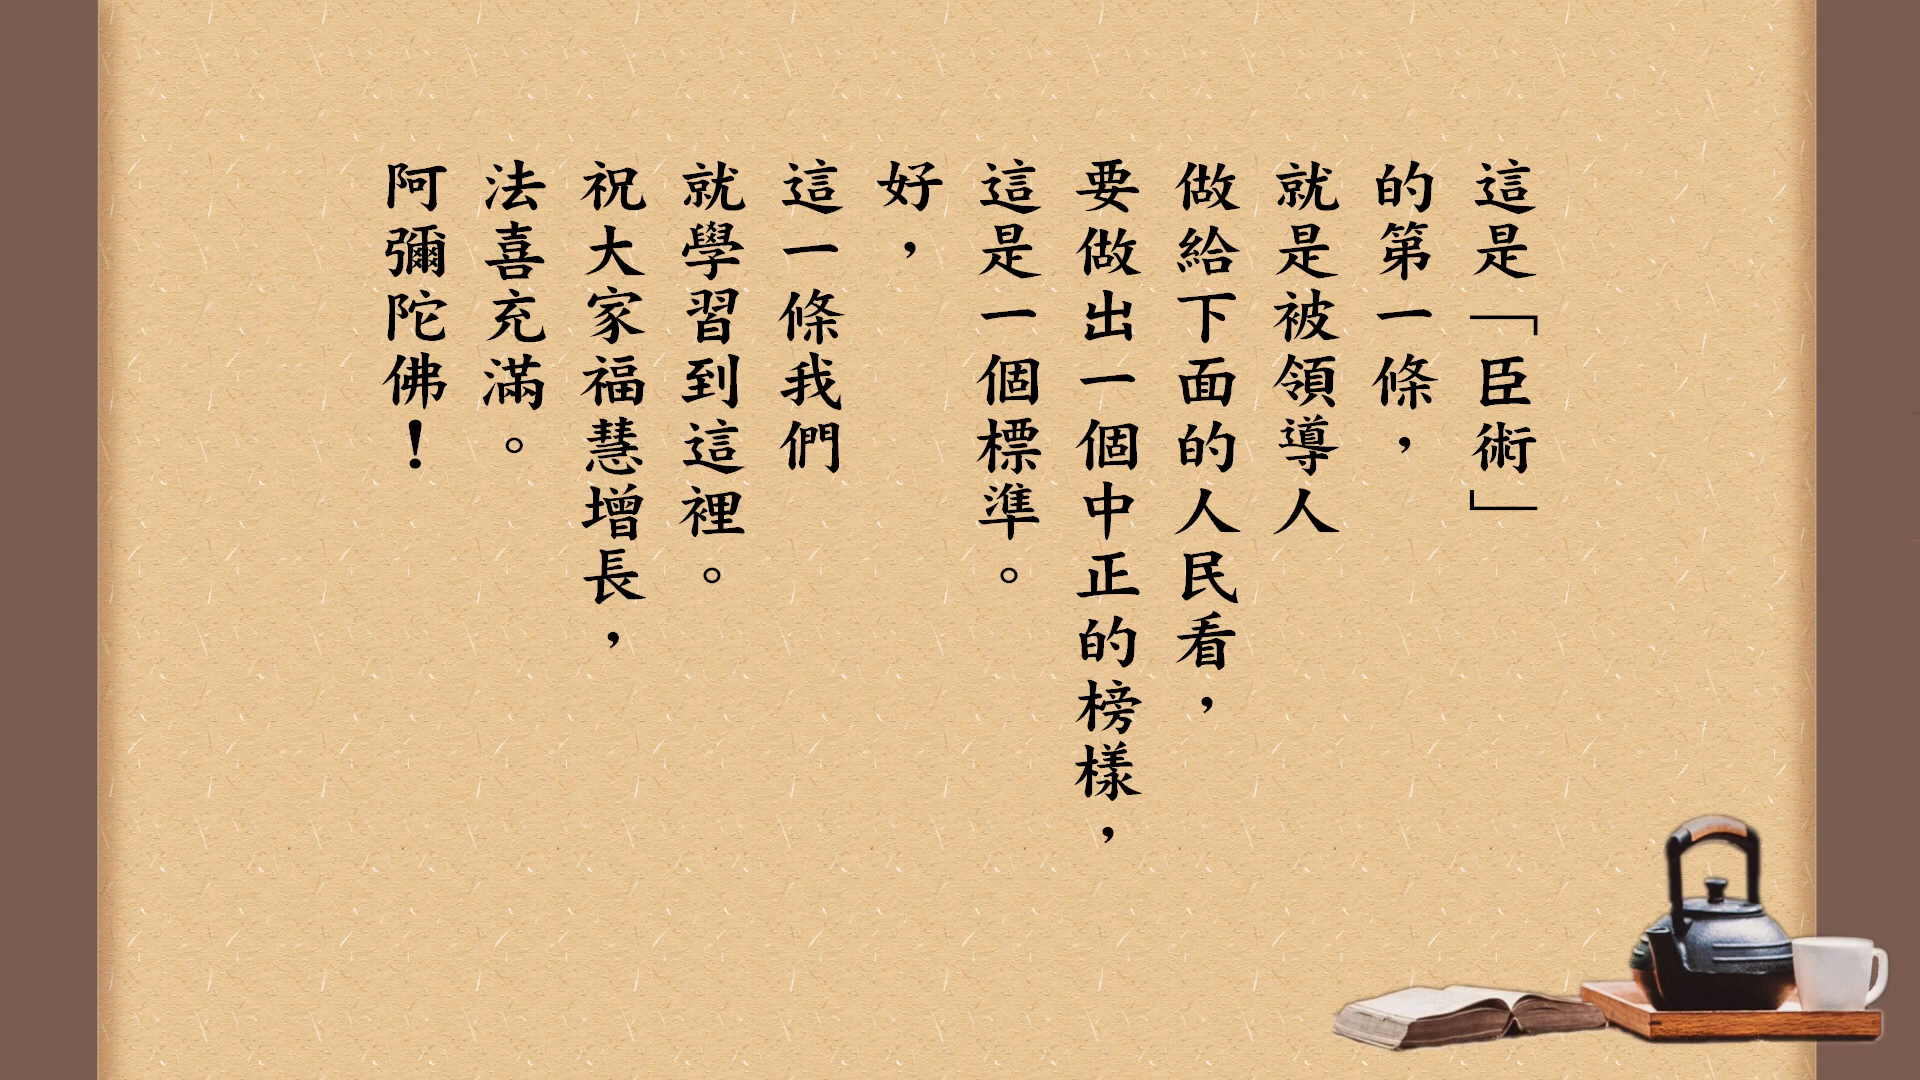 這是「臣術」
的第一條，
就是被領導人
做給下面的人民看，
要做出一個中正的榜樣，
這是一個標準。
好，
這一條我們
就學習到這裡。
祝大家福慧增長，
法喜充滿。
阿彌陀佛！